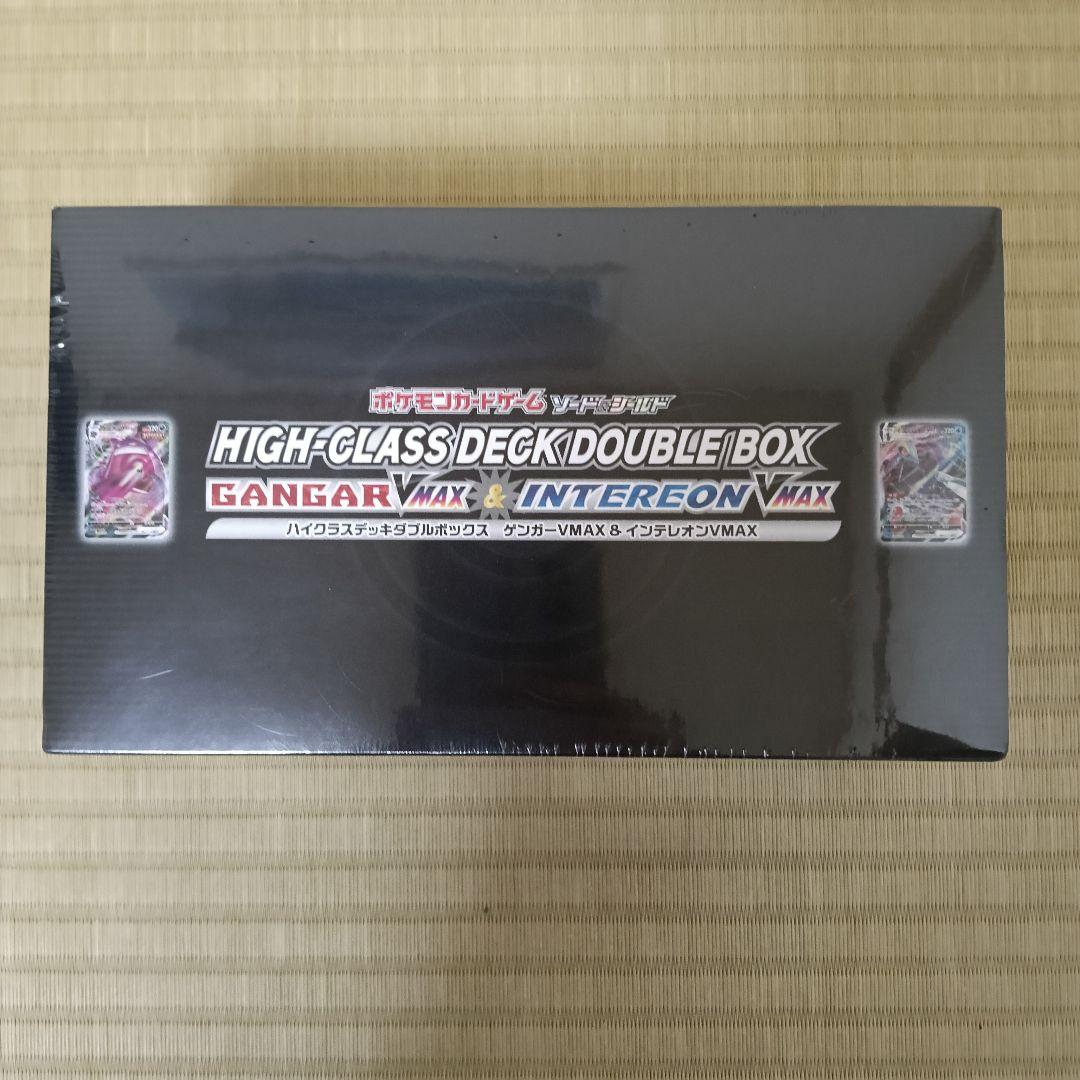 ポケモンカードゲーム ソード&シールド
HIGH-CLASS DECK DOUBLE BOX
GANGAR VMAX & INTEREON VMAX
ハイクラスデッキダブルボックス ゲンガーVMAX & インテレオンVMAX
320
320